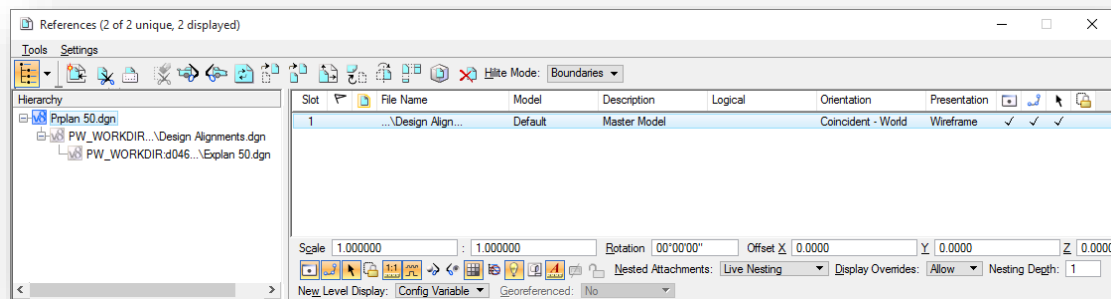 References (2 of 2 unique, 2 displayed)
Tools Settings
Hilite Mode: Boundaries
Hierarchy
Slot File Name Model Description Logical Orientation Presentation
Prplan 50.dgn
1 ...\Design Align... Default Master Model Coincident - World Wireframe
PW_WORKDIR...\Design Alignments.dgn
PW_WORKDIR:d046...\Explan 50.dgn
Scale 1.000000 : 1.000000 Rotation 00°00'00" Offset X 0.0000 Y 0.0000 Z 0.0000
1:1 Nested Attachments: Live Nesting Display Overrides: Allow Nesting Depth: 1
New Level Display: Config Variable Georeferenced: No